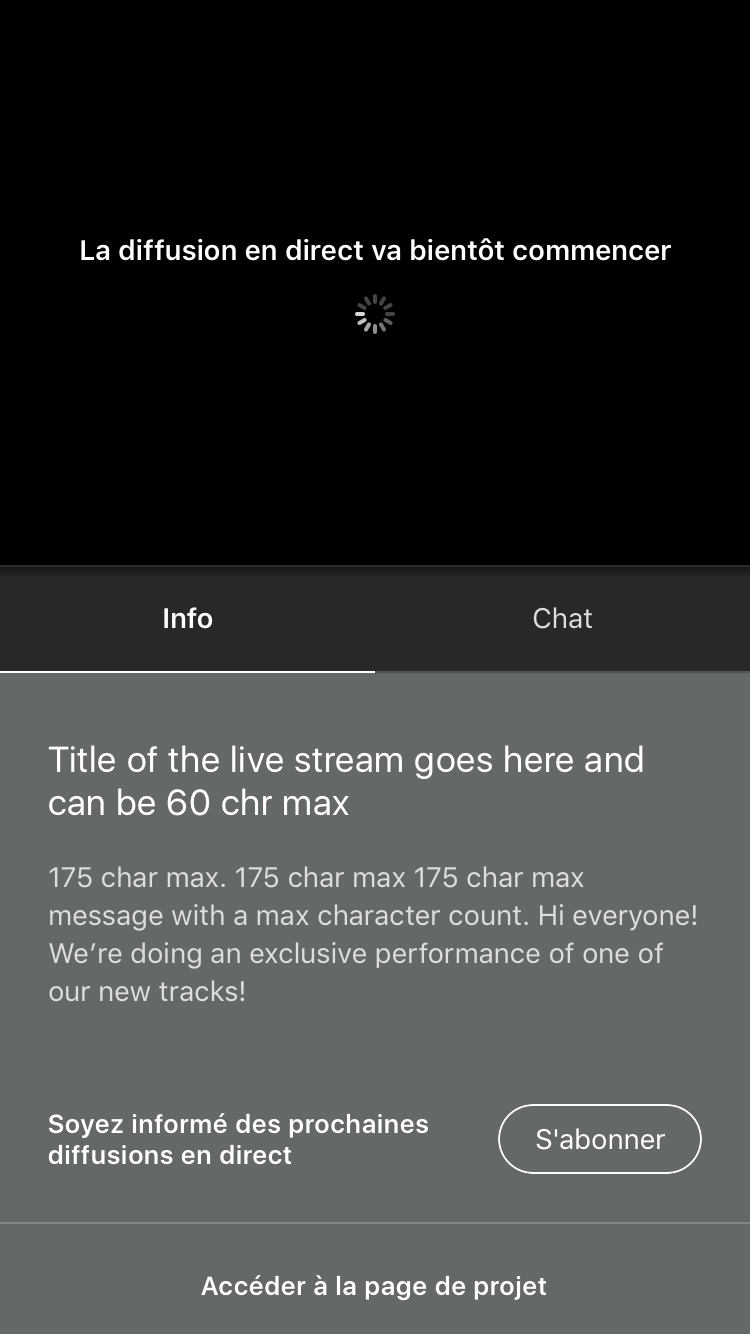 La diffusion en direct va bientôt commencer
Info
Chat
Title of the live stream goes here and
can be 60 chr max
175 char max. 175 char max 175 char max
message with a max character count. Hi everyone!
We’re doing an exclusive performance of one of
our new tracks!
Soyez informé des prochaines
diffusions en direct
S'abonner
Accéder à la page de projet